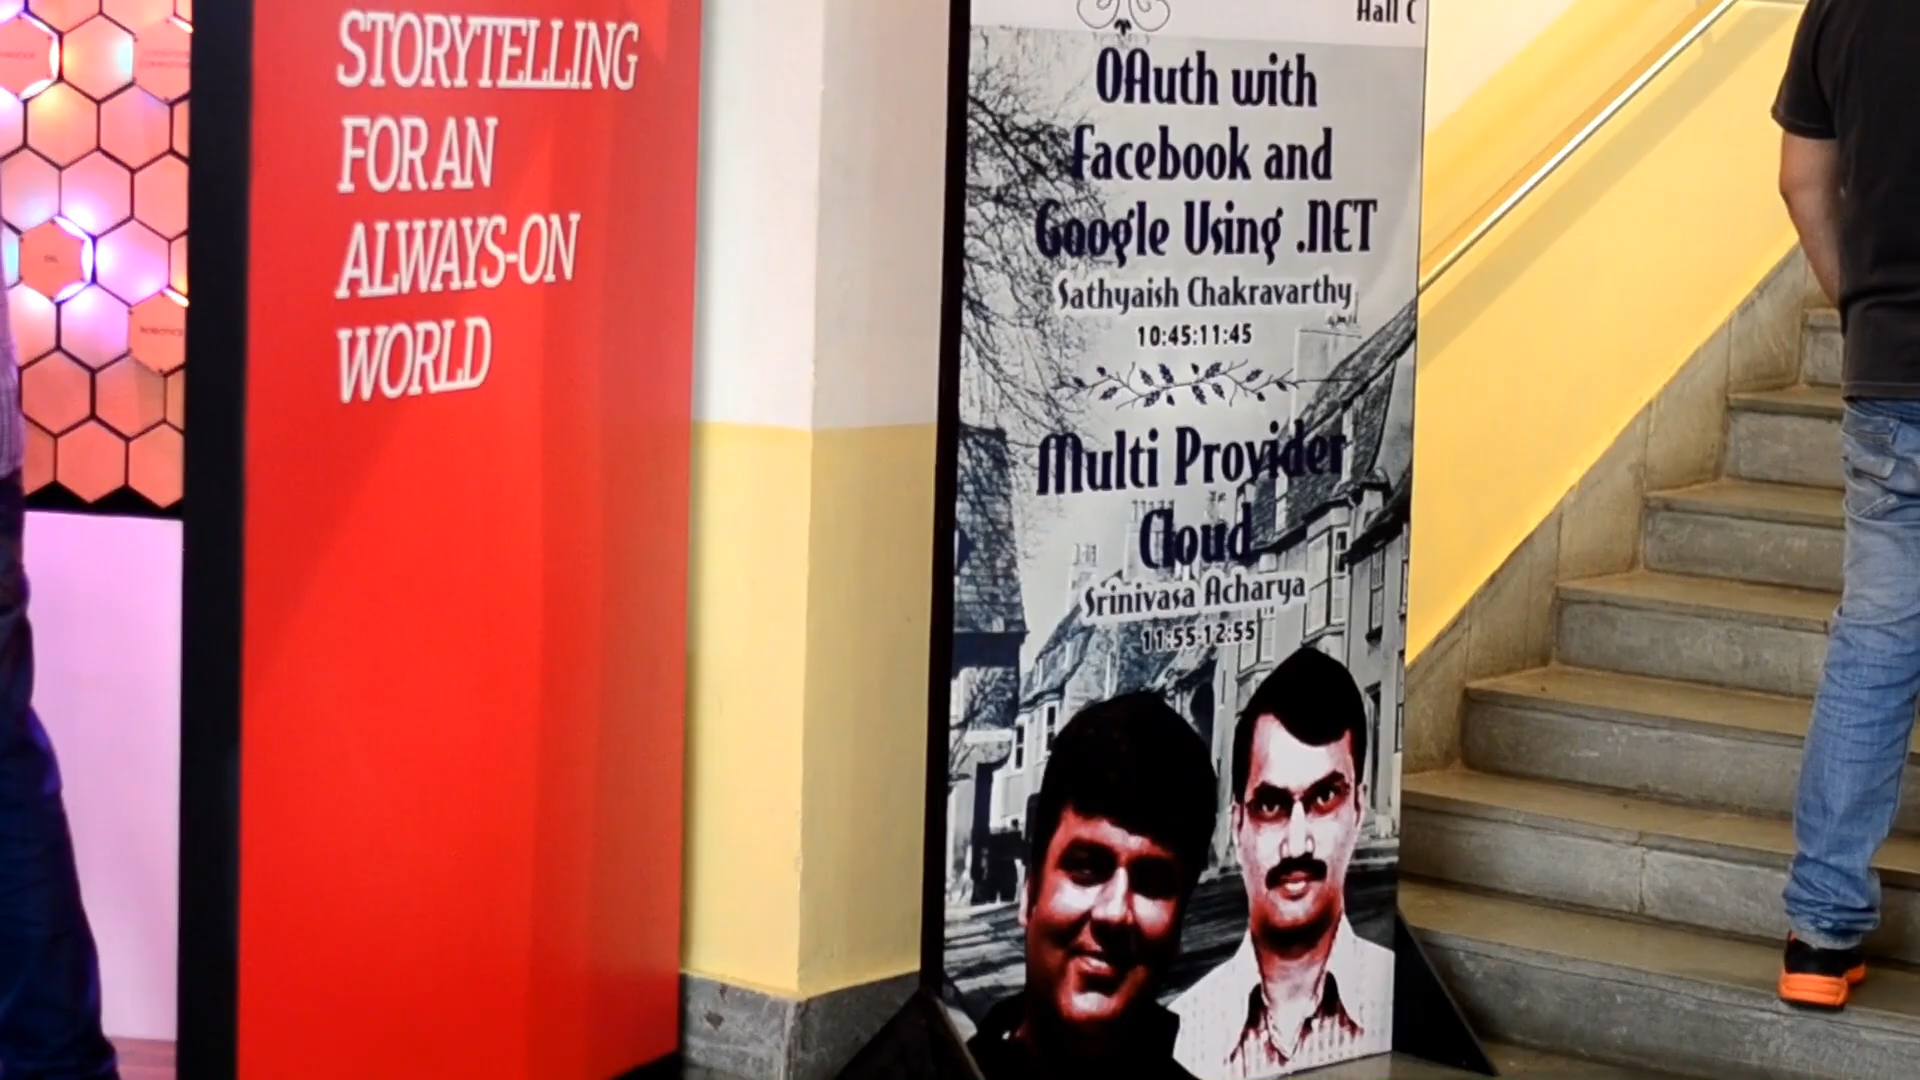 STORYTELLING
FOR AN
ALWAYS-ON
WORLD
Hall C
OAuth with
Facebook and
Google Using .NET
Sathyaish Chakravarthy
10:45:11:45
Multi Provider
Cloud
Srinivasa Acharya
11:55-12:55